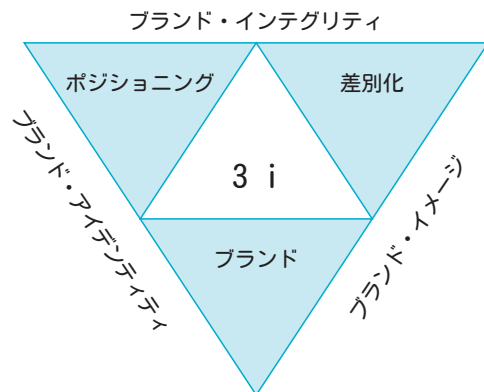 ブランド・インテグリティ
ポジショニング
差別化
ブランド・アイデンティティ
3 i
ブランド・イメージ
ブランド